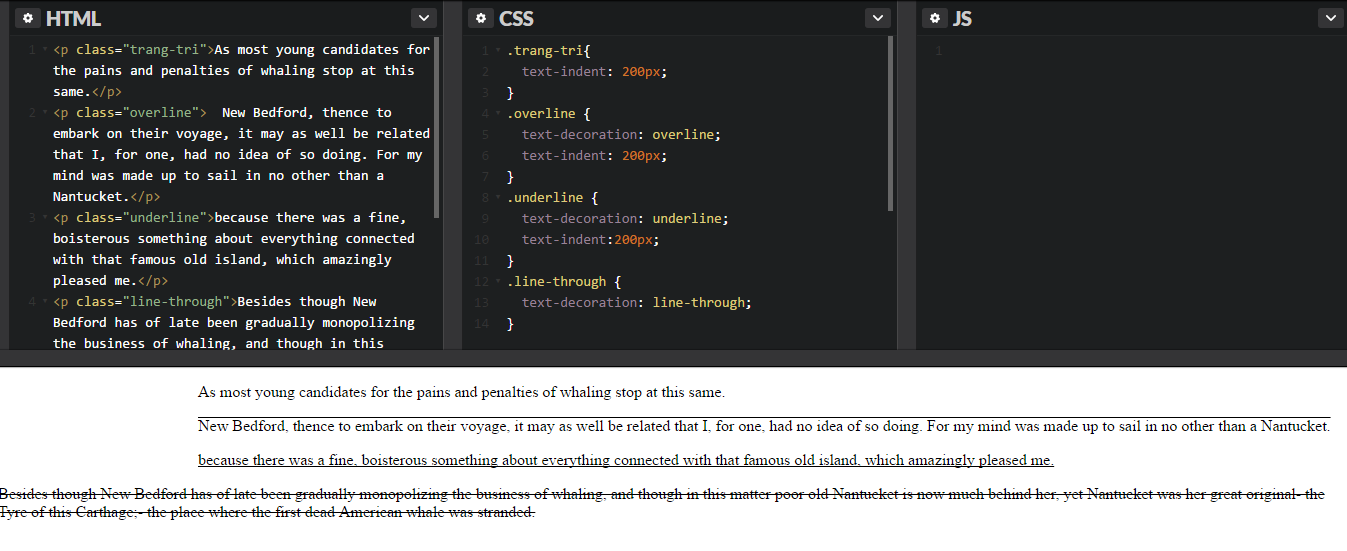 HTML
1 <p class="trang-tri">As most young candidates for
the pains and penalties of whaling stop at this
same.</p>
2 <p class="overline">  New Bedford, thence to
embark on their voyage, it may as well be related
that I, for one, had no idea of so doing. For my
mind was made up to sail in no other than a
Nantucket.</p>
3 <p class="underline">because there was a fine,
boisterous something about everything connected
with that famous old island, which amazingly
pleased me.</p>
4 <p class="line-through">Besides though New
Bedford has of late been gradually monopolizing
the business of whaling, and though in this
CSS
1 .trang-tri{
2 text-indent: 200px;
3 }
4 .overline {
5 text-decoration: overline;
6 text-indent: 200px;
7 }
8 .underline {
9 text-decoration: underline;
10 text-indent:200px;
11 }
12 .line-through {
13 text-decoration: line-through;
14 }
JS
1
As most young candidates for the pains and penalties of whaling stop at this same.
New Bedford, thence to embark on their voyage, it may as well be related that I, for one, had no idea of so doing. For my mind was made up to sail in no other than a Nantucket.
because there was a fine, boisterous something about everything connected with that famous old island, which amazingly pleased me.
Besides though New Bedford has of late been gradually monopolizing the business of whaling, and though in this matter poor old Nantucket is now much behind her, yet Nantucket was her great original- the
Tyre of this Carthage;- the place where the first dead American whale was stranded.